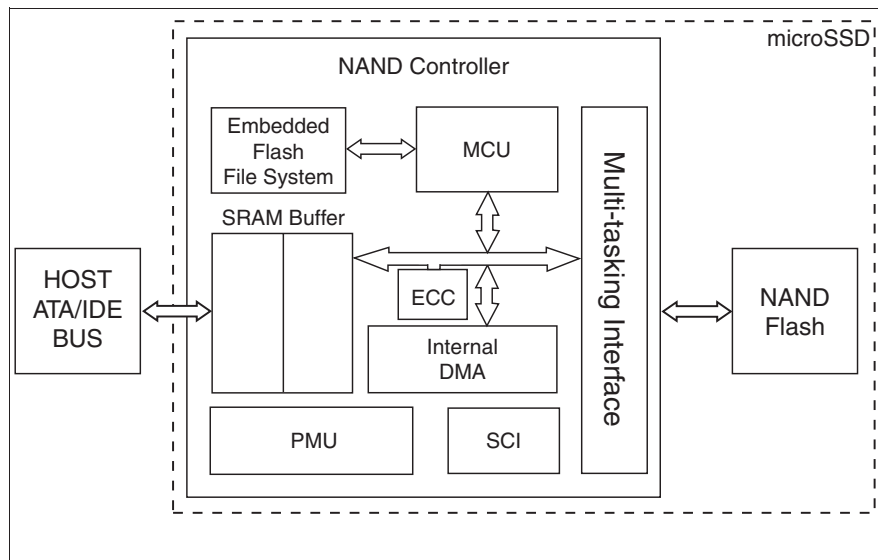 microSSD
NAND Controller
Embedded
Flash
File System
MCU
Multi-tasking Interface
SRAM Buffer
HOST
ATA/IDE
BUS
ECC
NAND
Flash
Internal
DMA
PMU
SCI